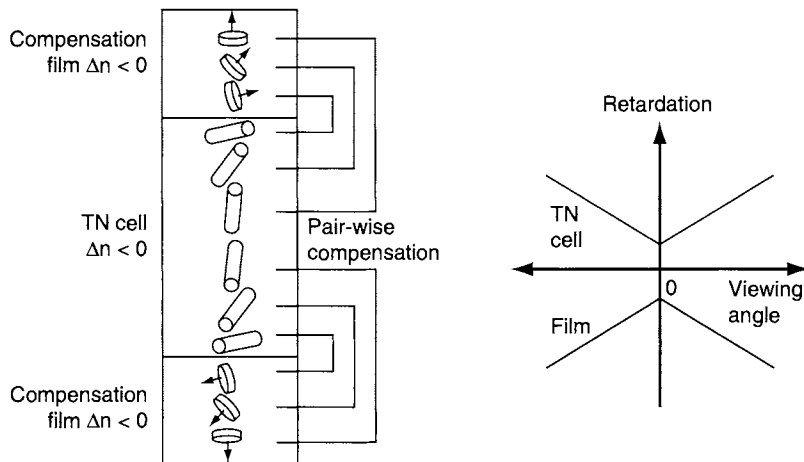 Compensation
film Δn < 0
TN cell
Δn < 0
Pair-wise
compensation
Compensation
film Δn < 0
Retardation
TN
cell
0
Viewing
angle
Film